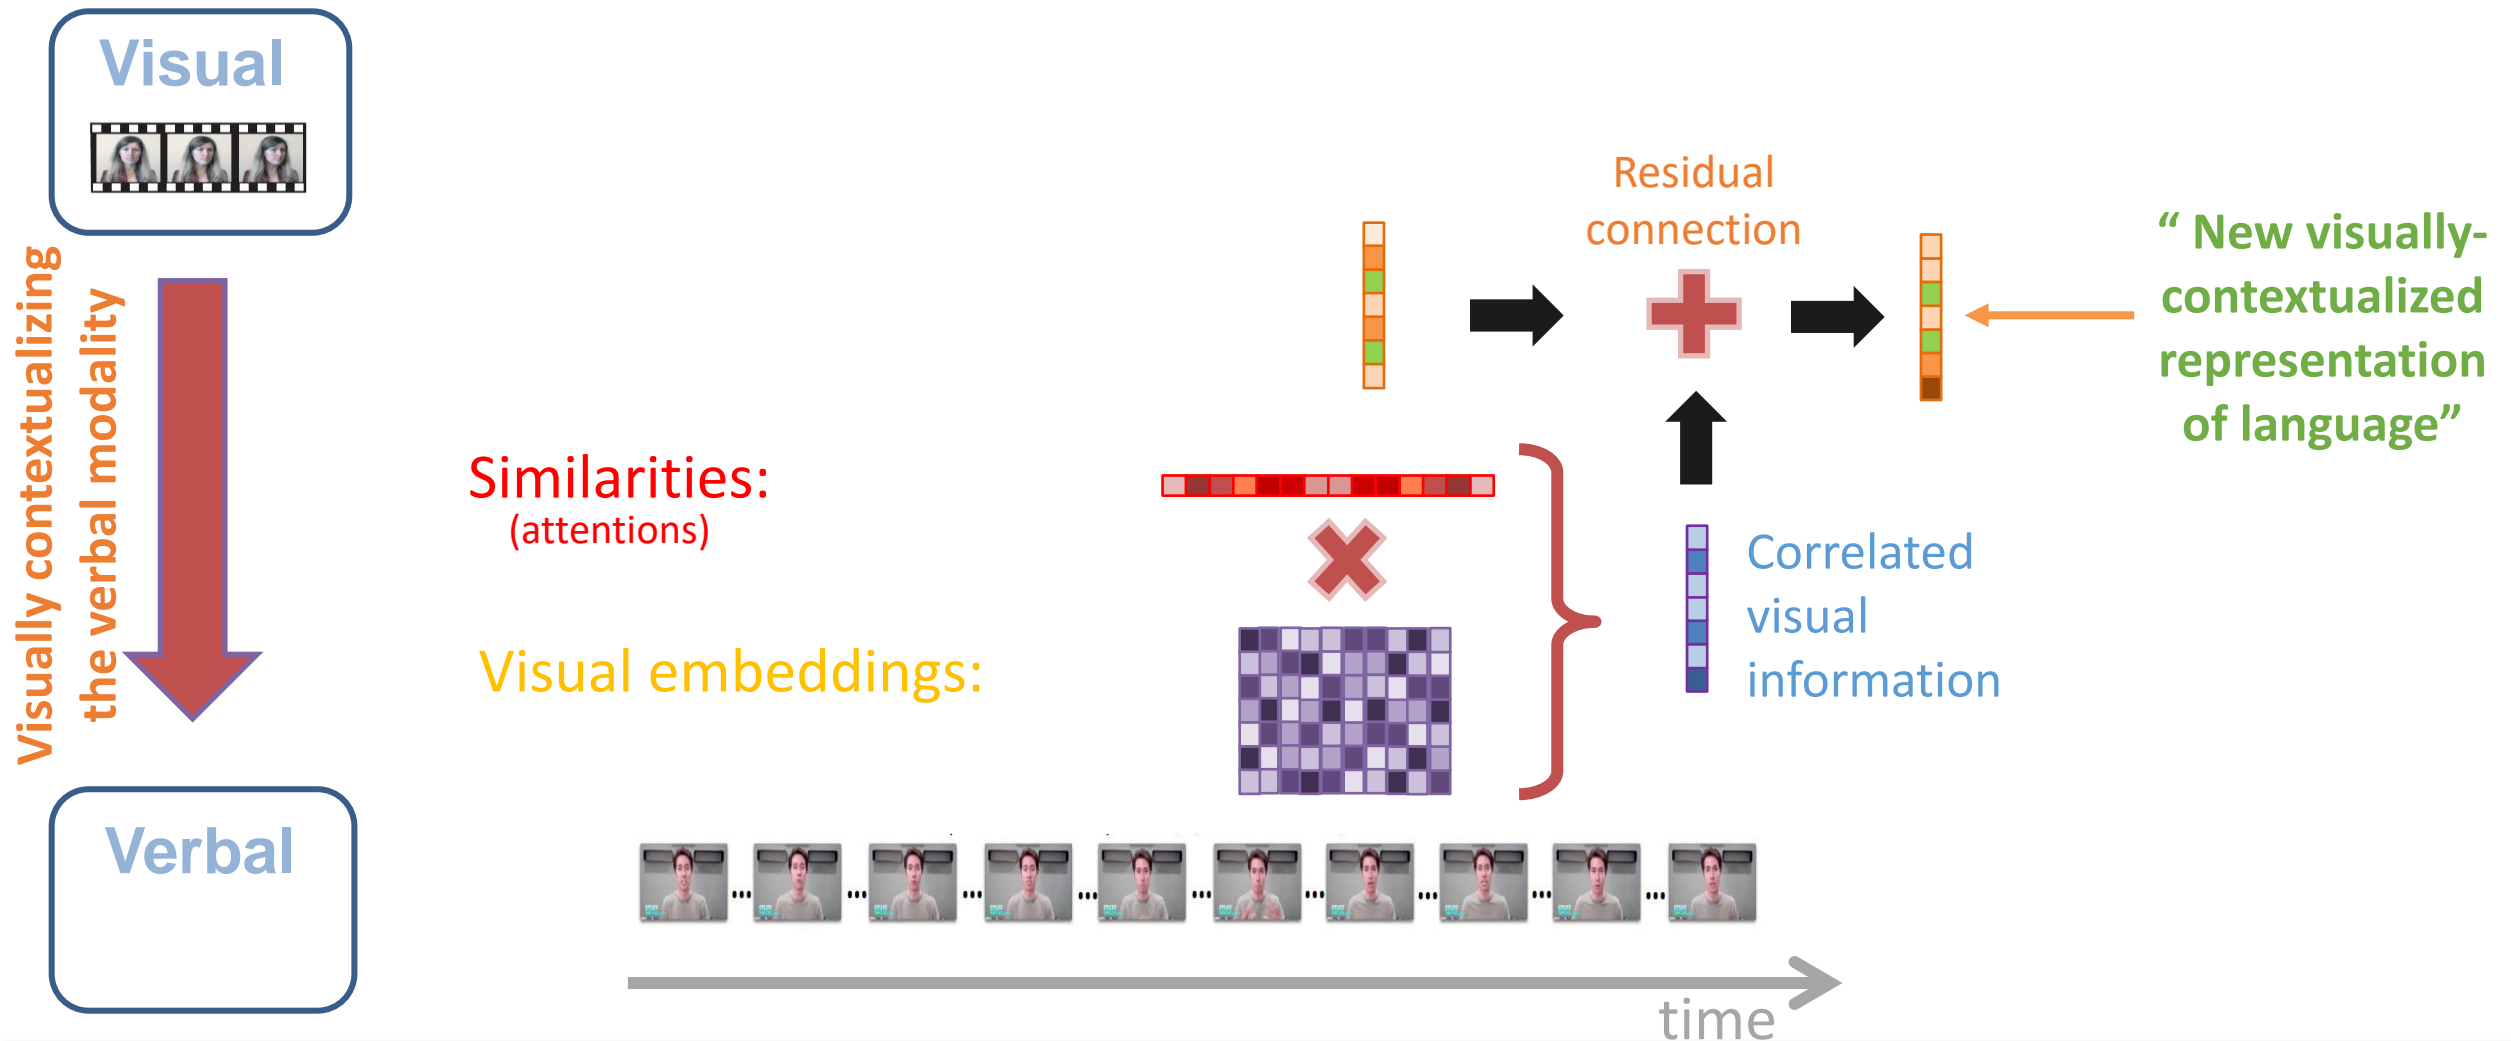 Visual
Visually contextualizing
the verbal modality
Verbal
Similarities:
(attentions)
Visual embeddings:
Residual
connection
Correlated
visual
information
“ New visually-
contextualized
representation
of language”
... ... ... ... ... ... ... ... ...
time